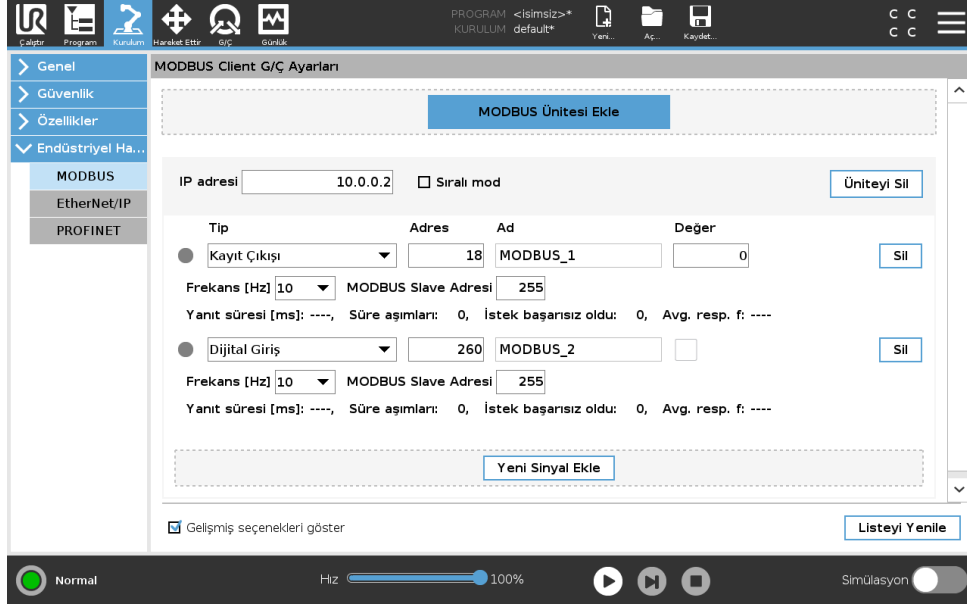 PROGRAM <isimsiz>*
KURULUM default*
UR
Çalıştır Program Kurulum Hareket Ettir G/Ç Günlük Yeni... Aç... Kaydet...
C C
C C
Genel
Güvenlik
Özellikler
Endüstriyel Ha...
MODBUS
EtherNet/IP
PROFINET
MODBUS Client G/Ç Ayarları
MODBUS Ünitesi Ekle
IP adresi 10.0.0.2 Sıralı mod Üniteyi Sil
Tip Adres Ad Değer
Kayıt Çıkışı 18 MODBUS_1 0 Sil
Frekans [Hz] 10 MODBUS Slave Adresi 255
Yanıt süresi [ms]: ----, Süre aşımları: 0, İstek başarısız oldu: 0, Avg. resp. f: ----
Dijital Giriş 260 MODBUS_2 Sil
Frekans [Hz] 10 MODBUS Slave Adresi 255
Yanıt süresi [ms]: ----, Süre aşımları: 0, İstek başarısız oldu: 0, Avg. resp. f: ----
Yeni Sinyal Ekle
Gelişmiş seçenekleri göster Listeyi Yenile
Normal Hız 100% Simülasyon